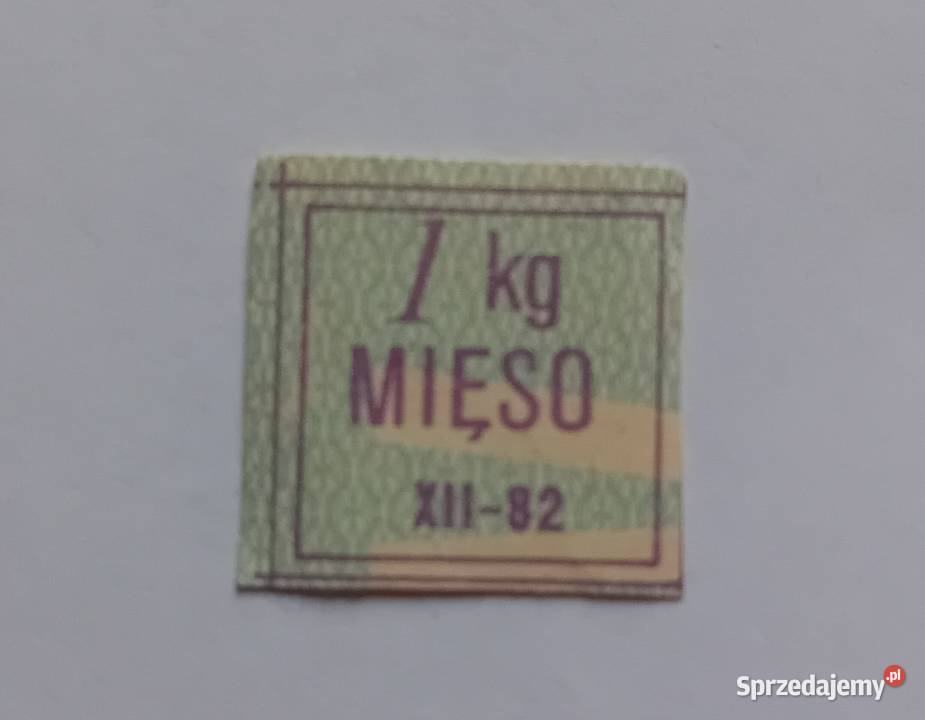 1 kg
MIĘSO
XII-82
Sprzedajemy.pl